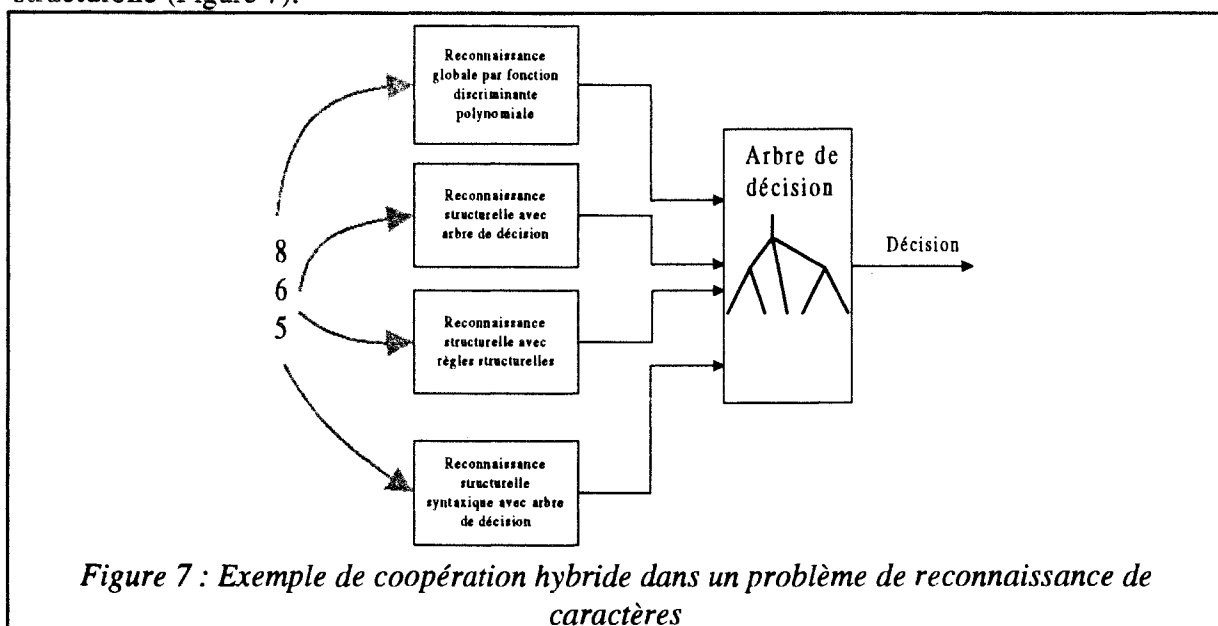 structurelle (Figure 7).
Reconnaissance
globale par fonction
discriminante
polynomiale
Reconnaissance
structurelle avec
arbre de décision
Reconnaissance
structurelle avec
règles structurelles
Reconnaissance
structurelle
syntaxique avec arbre
de décision
8
6
5
Arbre de
décision
Décision
Figure 7 : Exemple de coopération hybride dans un problème de reconnaissance de
caractères